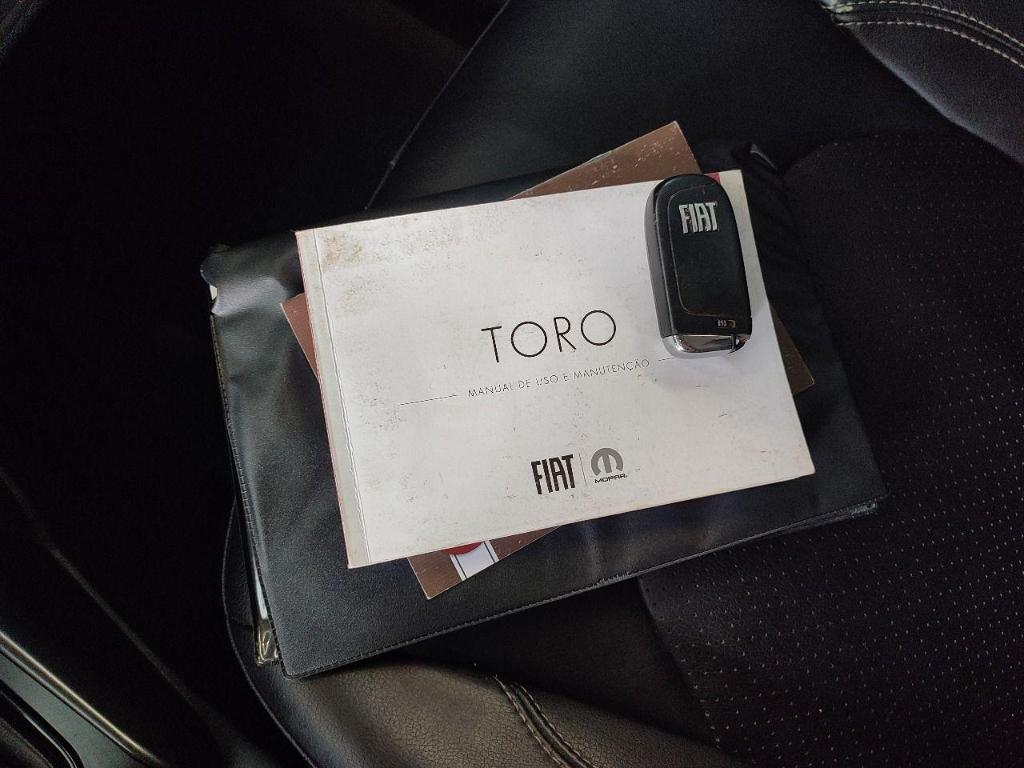 FIAT
TORO
MANUAL DE USO E MANUTENÇÃO
FIAT
MOPAR